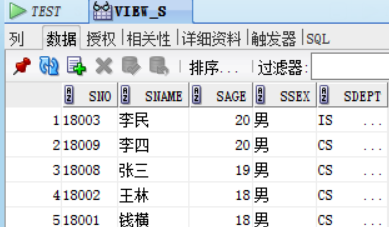 TEST VIEW_S
列 数据 授权 |相关性 |详细资料 |触发器 |SQL
排序... 过滤器:
SNO SNAME SAGE SSEX SDEPT
1 18003 李民 20 男 IS ...
2 18009 李四 20 男 CS ...
3 18008 张三 19 男 CS ...
4 18002 王林 18 男 CS ...
5 18001 钱横 18 男 CS ...